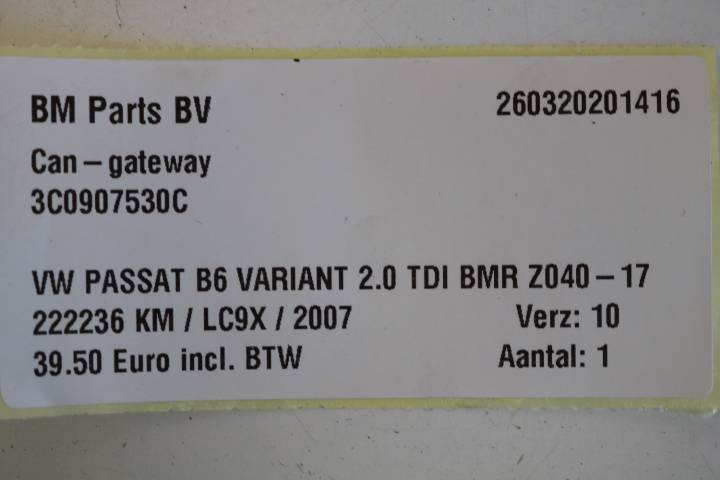 BM Parts BV 260320201416
Can-gateway
3C0907530C
VW PASSAT B6 VARIANT 2.0 TDI BMR Z040-17
222236 KM / LC9X / 2007 Verz: 10
39.50 Euro incl. BTW Aantal: 1